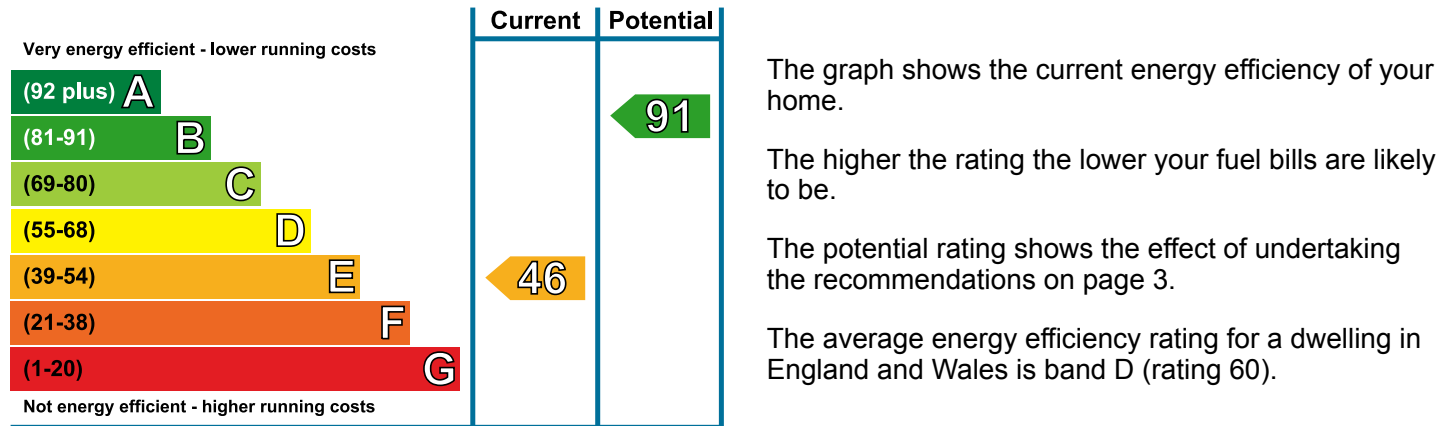 Current Potential
Very energy efficient - lower running costs
(92 plus) A
91
(81-91) B
(69-80) C
(55-68) D
(39-54) E
46
(21-38) F
(1-20) G
Not energy efficient - higher running costs
The graph shows the current energy efficiency of your
home.
The higher the rating the lower your fuel bills are likely
to be.
The potential rating shows the effect of undertaking
the recommendations on page 3.
The average energy efficiency rating for a dwelling in
England and Wales is band D (rating 60).